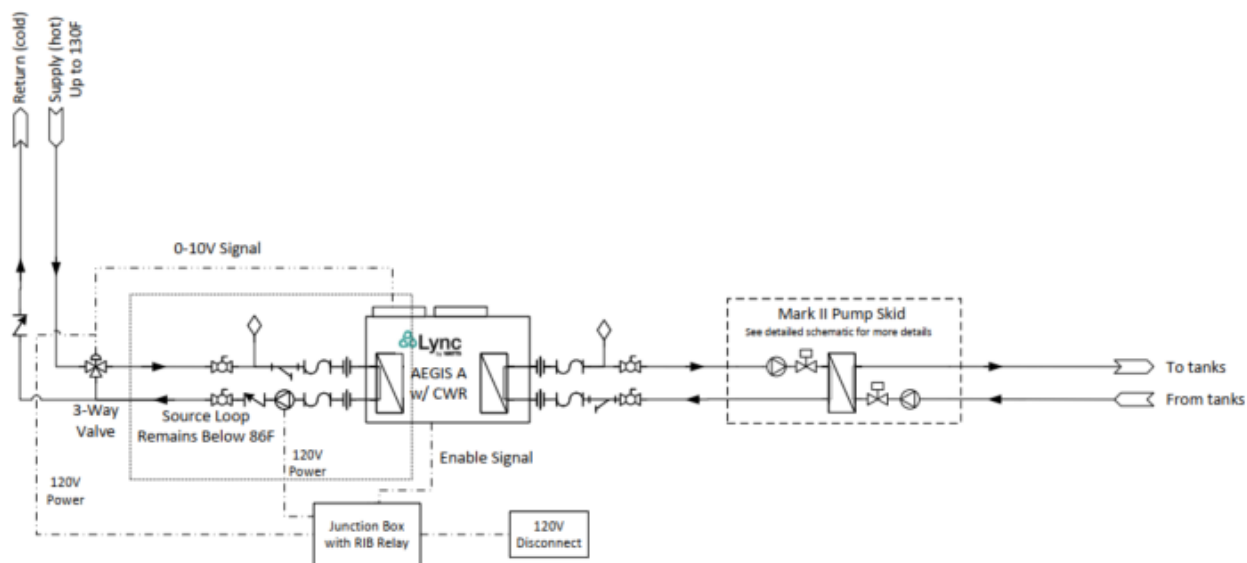 Return (cold)
Supply (hot)
Up to 130F
0-10V Signal
Mark II Pump Skid
See detailed schematic for more details
Lync
AEGIS A
w/ CWR
To tanks
From tanks
3-Way
Valve
Source Loop
Remains Below 86F
120V
Power
Enable Signal
120V
Power
Junction Box
with RIB Relay
120V
Disconnect